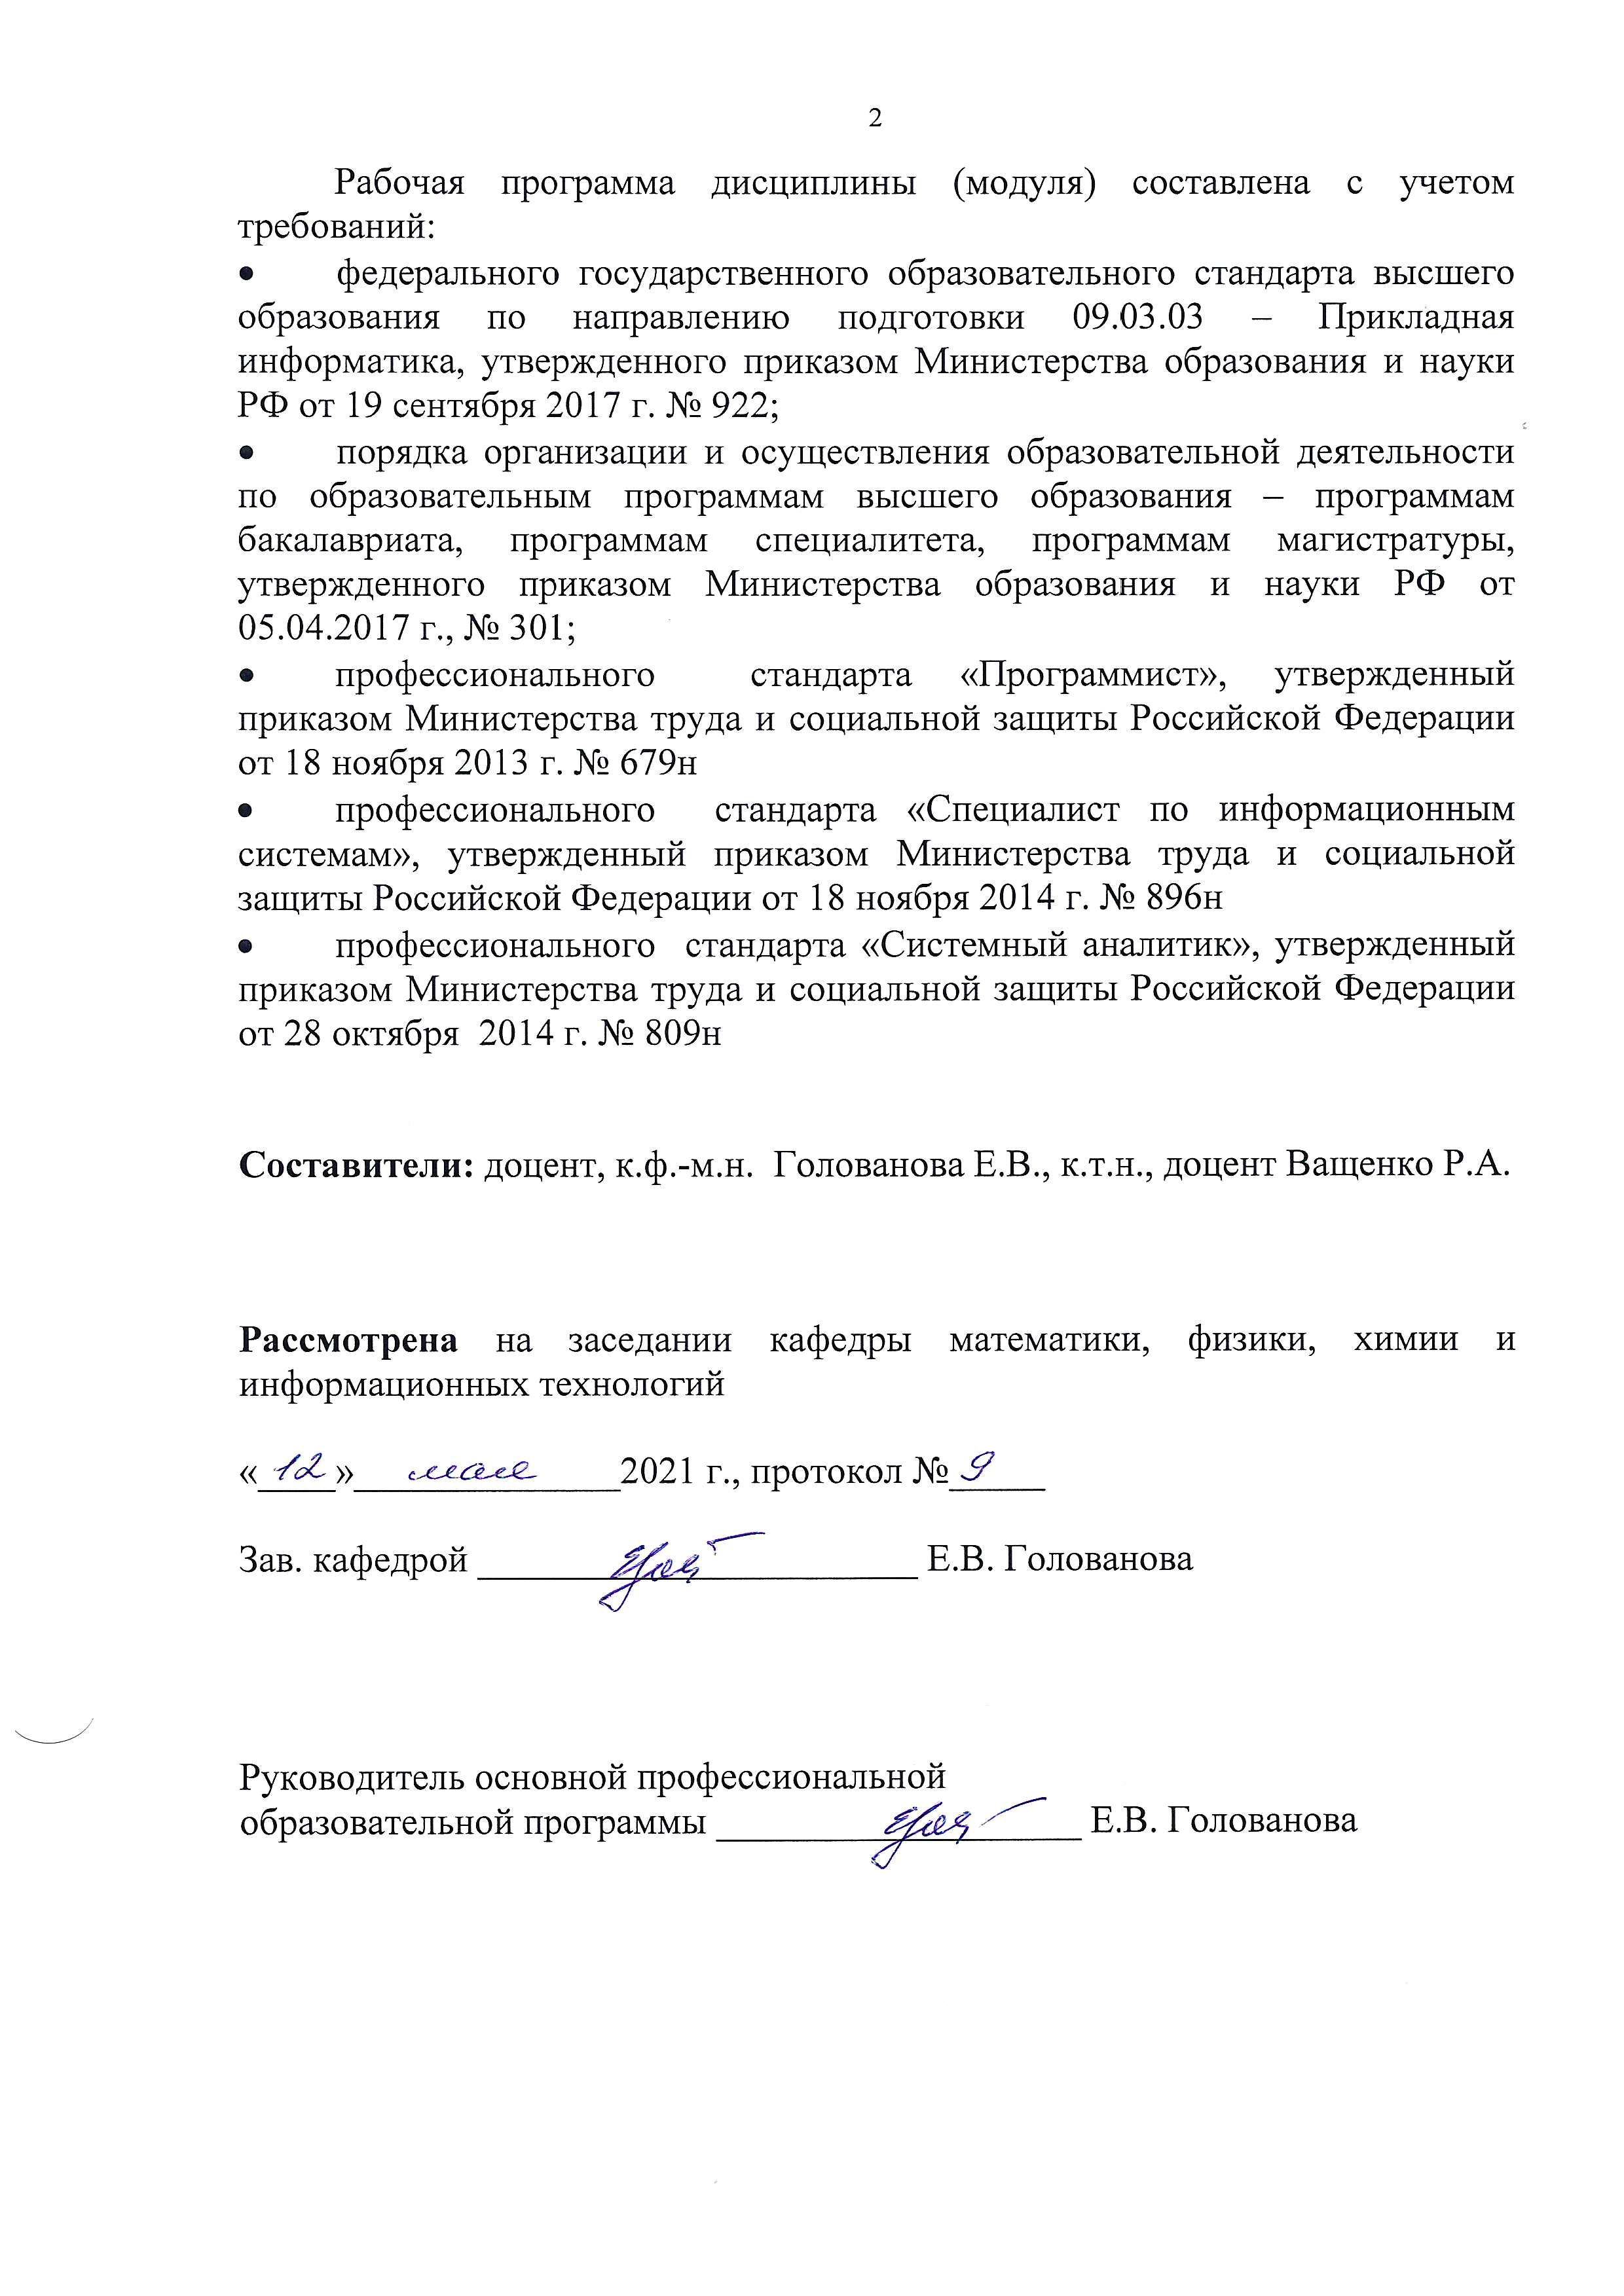 2
Рабочая программа дисциплины (модуля) составлена с учетом
требований:
• федерального государственного образовательного стандарта высшего
образования по направлению подготовки 09.03.03 – Прикладная
информатика, утвержденного приказом Министерства образования и науки
РФ от 19 сентября 2017 г. № 922;
• порядка организации и осуществления образовательной деятельности
по образовательным программам высшего образования – программам
бакалавриата, программам специалитета, программам магистратуры,
утвержденного приказом Министерства образования и науки РФ от
05.04.2017 г., № 301;
• профессионального стандарта «Программист», утвержденный
приказом Министерства труда и социальной защиты Российской Федерации
от 18 ноября 2013 г. № 679н
• профессионального стандарта «Специалист по информационным
системам», утвержденный приказом Министерства труда и социальной
защиты Российской Федерации от 18 ноября 2014 г. № 896н
• профессионального стандарта «Системный аналитик», утвержденный
приказом Министерства труда и социальной защиты Российской Федерации
от 28 октября 2014 г. № 809н
Составители: доцент, к.ф.-м.н. Голованова Е.В., к.т.н., доцент Ващенко Р.А.
Рассмотрена на заседании кафедры математики, физики, химии и
информационных технологий
«12» мая 2021 г., протокол № 9
Зав. кафедрой Е.В. Голованова
Руководитель основной профессиональной
образовательной программы Е.В. Голованова